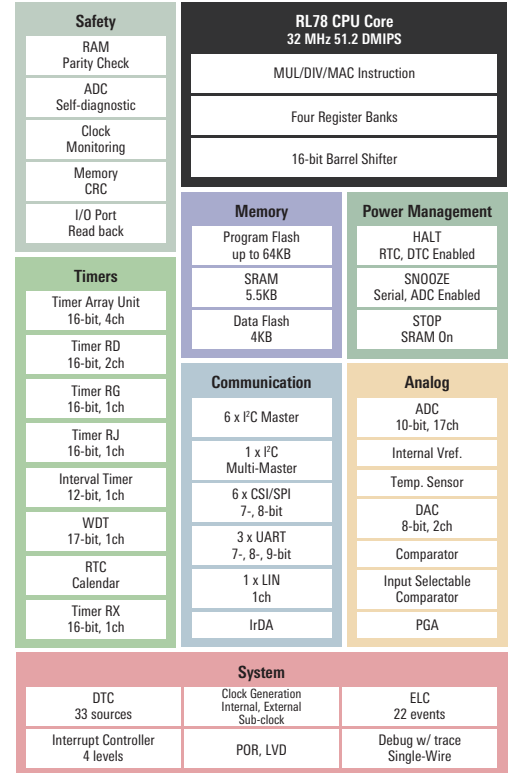 Safety
RAM
Parity Check
ADC
Self-diagnostic
Clock
Monitoring
Memory
CRC
I/O Port
Read back
RL78 CPU Core
32 MHz 51.2 DMIPS
MUL/DIV/MAC Instruction
Four Register Banks
16-bit Barrel Shifter
Memory
Program Flash
up to 64KB
SRAM
5.5KB
Data Flash
4KB
Power Management
HALT
RTC, DTC Enabled
SNOOZE
Serial, ADC Enabled
STOP
SRAM On
Timers
Timer Array Unit
16-bit, 4ch
Timer RD
16-bit, 2ch
Timer RG
16-bit, 1ch
Timer RJ
16-bit, 1ch
Interval Timer
12-bit, 1ch
WDT
17-bit, 1ch
RTC
Calendar
Timer RX
16-bit, 1ch
Communication
6 x I²C Master
1 x I²C
Multi-Master
6 x CSI/SPI
7-, 8-bit
3 x UART
7-, 8-, 9-bit
1 x LIN
1ch
IrDA
Analog
ADC
10-bit, 17ch
Internal Vref.
Temp. Sensor
DAC
8-bit, 2ch
Comparator
Input Selectable
Comparator
PGA
System
DTC
33 sources
Clock Generation
Internal, External
Sub-clock
ELC
22 events
Interrupt Controller
4 levels
POR, LVD
Debug w/ trace
Single-Wire